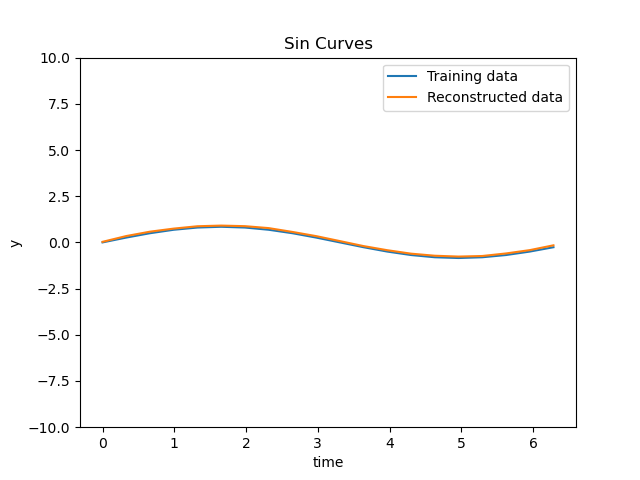 Sin Curves
Training data
Reconstructed data
10.0
7.5
5.0
2.5
0.0
−2.5
−5.0
−7.5
−10.0
y
0 1 2 3 4 5 6
time